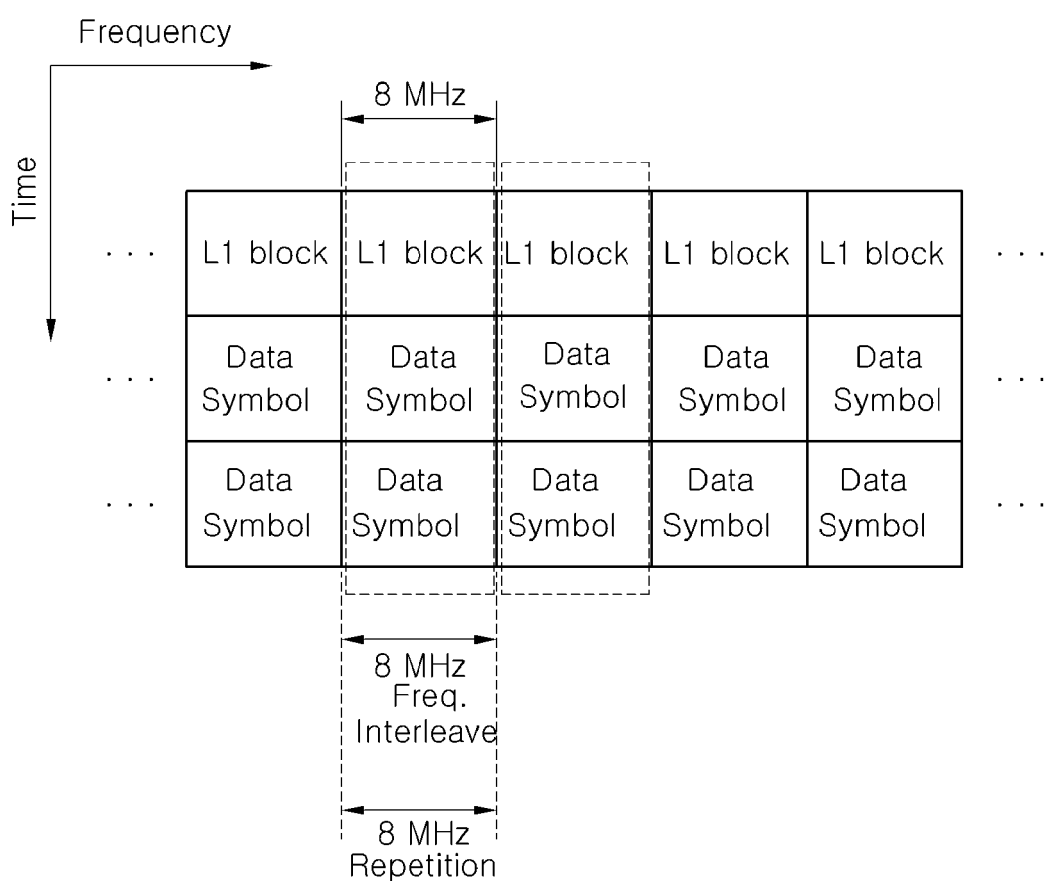 Frequency
8 MHz
Time
. . . L1 block L1 block L1 block L1 block L1 block . . .
Data Data Data Data Data
. . . Symbol Symbol Symbol Symbol Symbol . . .
Data Data Data Data Data
. . . Symbol Symbol Symbol Symbol Symbol . . .
8 MHz
Freq.
Interleave
8 MHz
Repetition